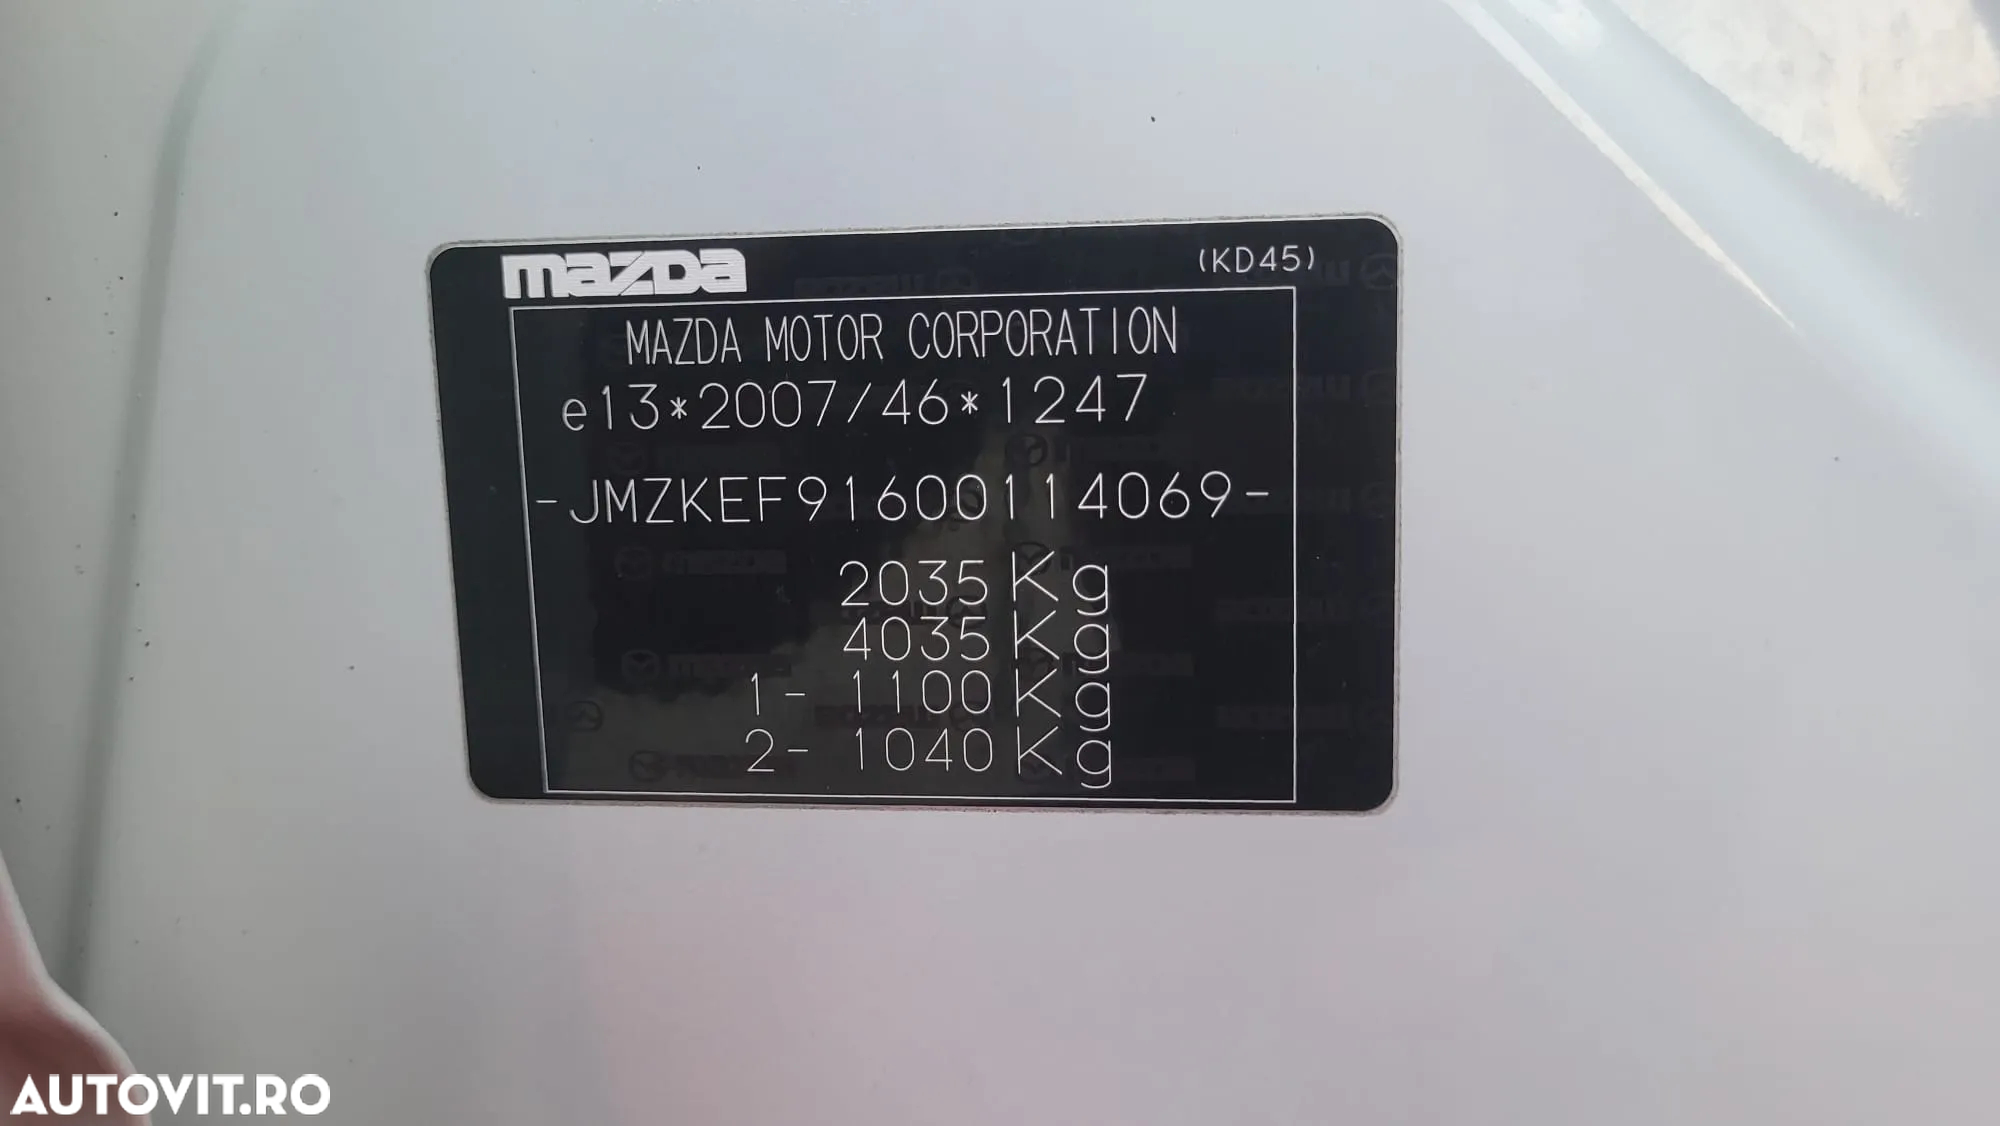 mazda (KD45)
MAZDA MOTOR CORPORATION
e13*2007/46*1247
-JMZKEF91600114069-
2035 Kg
4035 Kg
1- 1100 Kg
2- 1040 Kg
AUTOVIT.RO